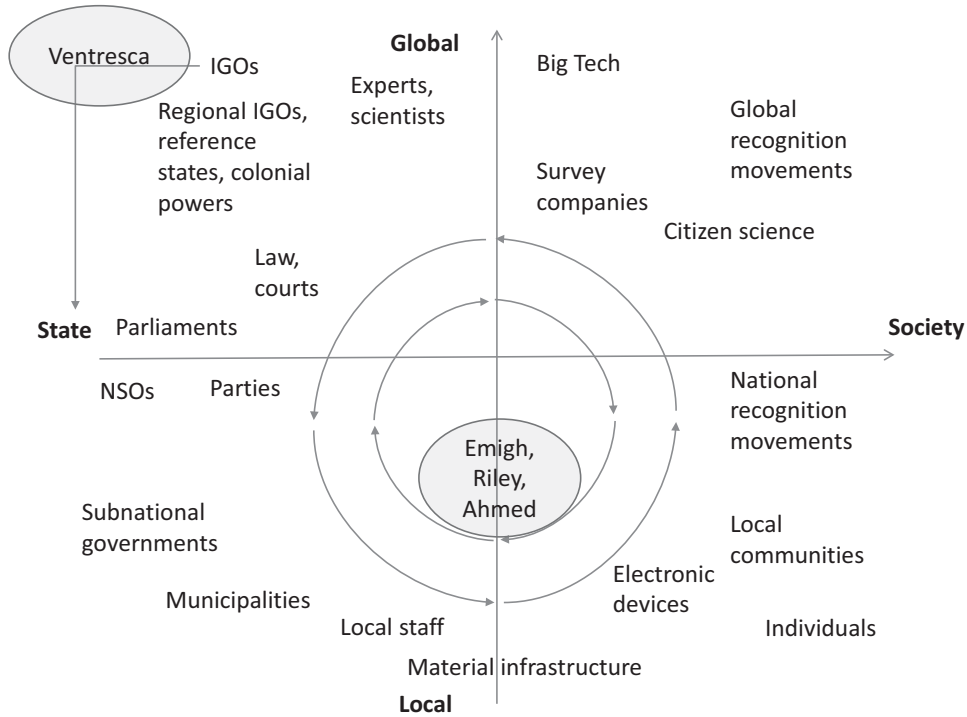 Ventresca
Global
IGOs
Big Tech
Experts,
scientists
Regional IGOs,
reference
states, colonial
powers
Global
recognition
movements
Survey
companies
Citizen science
Law,
courts
State
Parliaments
Society
NSOs
Parties
National
recognition
movements
Emigh,
Riley,
Ahmed
Subnational
governments
Local
communities
Electronic
devices
Municipalities
Local staff
Individuals
Material infrastructure
Local